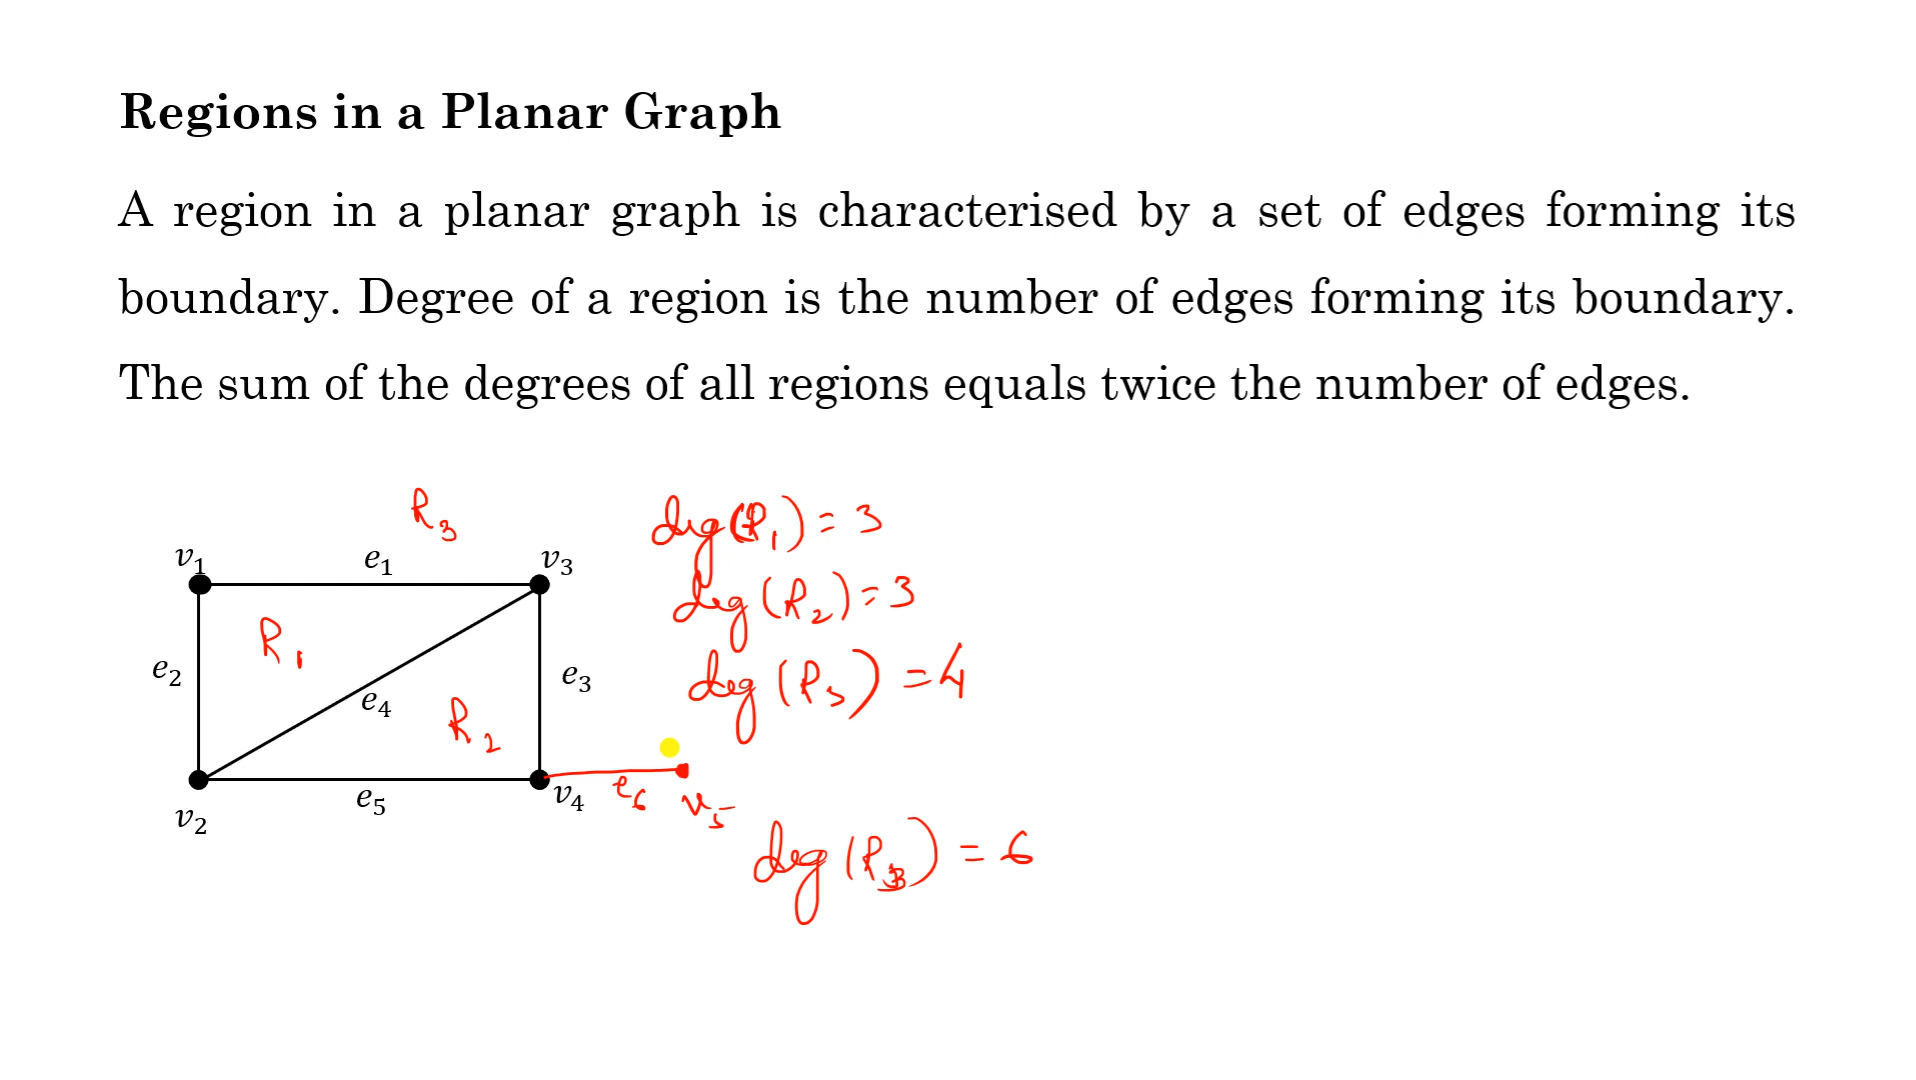 Regions in a Planar Graph
A region in a planar graph is characterised by a set of edges forming its
boundary. Degree of a region is the number of edges forming its boundary.
The sum of the degrees of all regions equals twice the number of edges.
R₃
deg(R₁) = 3
v₁ e₁ v₃
deg(R₂) = 3
R₁
e₂ e₃
deg(R₃) = 4
e₄
R₂
e₅ v₄ e₆ v₅
v₂
deg(R₃) = 6